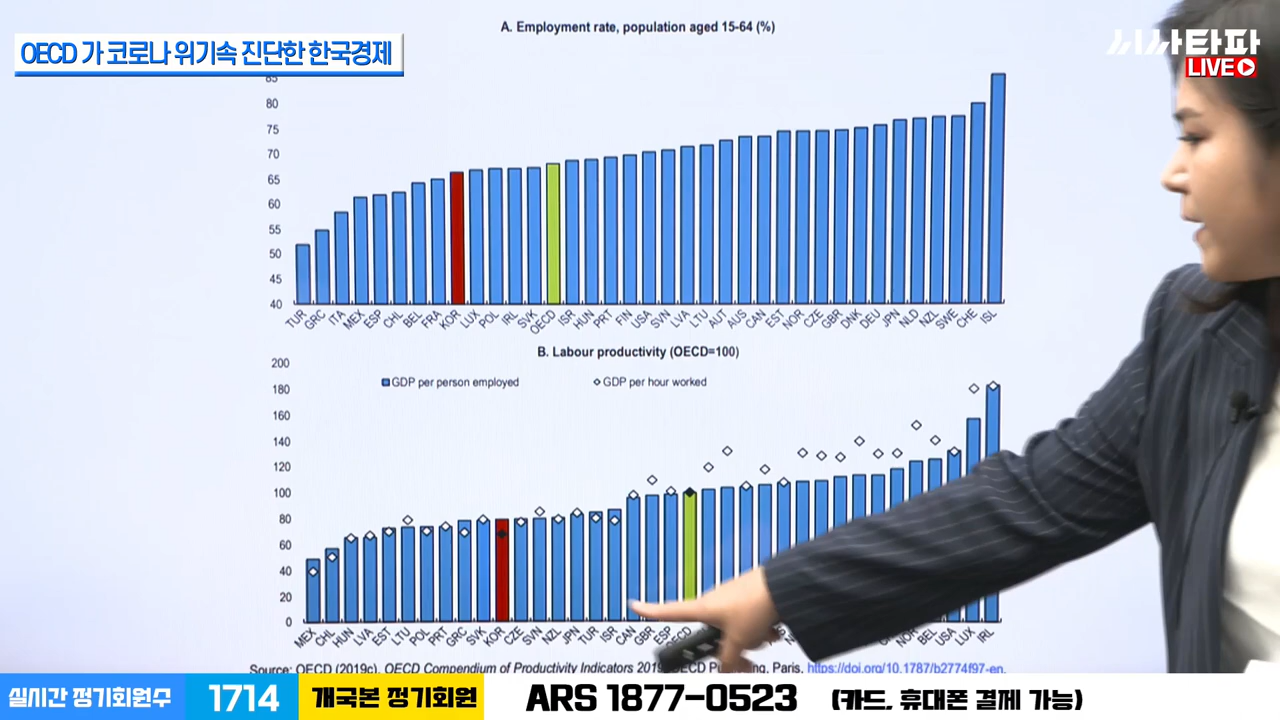 OECD 가 코로나 위기속 진단한 한국경제
시사타파
LIVE
A. Employment rate, population aged 15-64 (%)
85
80
75
70
65
60
55
50
45
40
TUR GRC ITA MEX ESP CHL BEL FRA KOR LUX POL IRL SVK OECD ISR HUN PRT FIN USA SVN LVA LTU AUT AUS CAN EST NOR CZE GBR DNK DEU JPN NLD NZL SWE CHE ISL
B. Labour productivity (OECD=100)
GDP per person employed GDP per hour worked
200
180
160
140
120
100
80
60
40
20
0
MEX CHL HUN LVA EST LTU POL PRT GRC SVK KOR CZE SVN NZL JPN TUR ISR CAN GBR ESP OECD NOR BEL USA LUX IRL
Source: OECD (2019c), OECD Compendium of Productivity Indicators 2019, OECD Publishing, Paris, https://doi.org/10.1787/b2774f97-en.
실시간 정기회원수 1714 개국본 정기회원 ARS 1877-0523 (카드, 휴대폰 결제 가능)